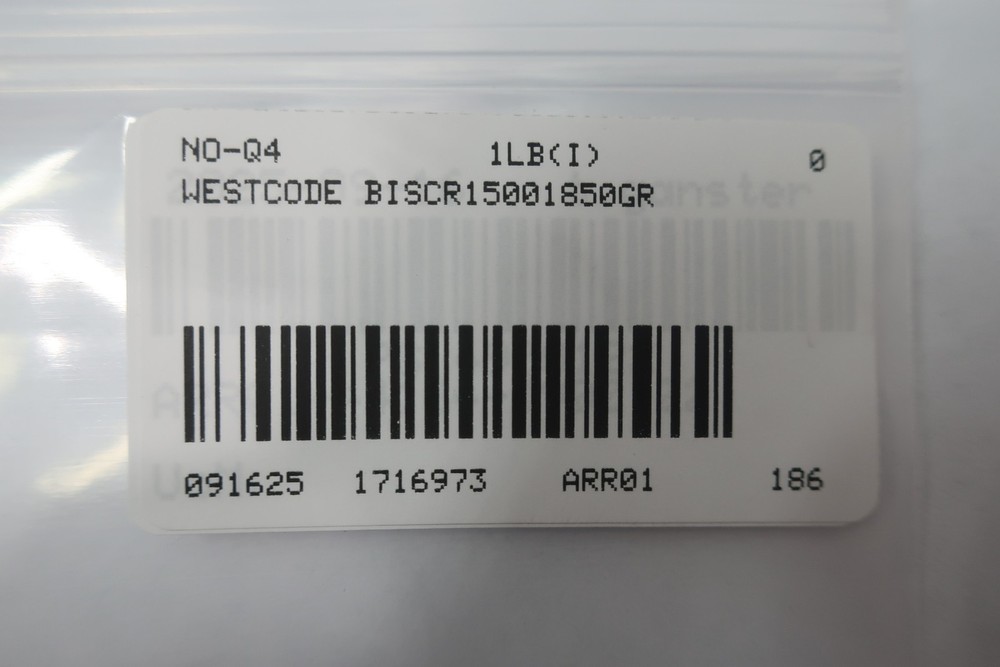 NO-Q4 1LB(I) 0
WESTCODE BISCR15001850GR
091625 1716973 ARR01 186